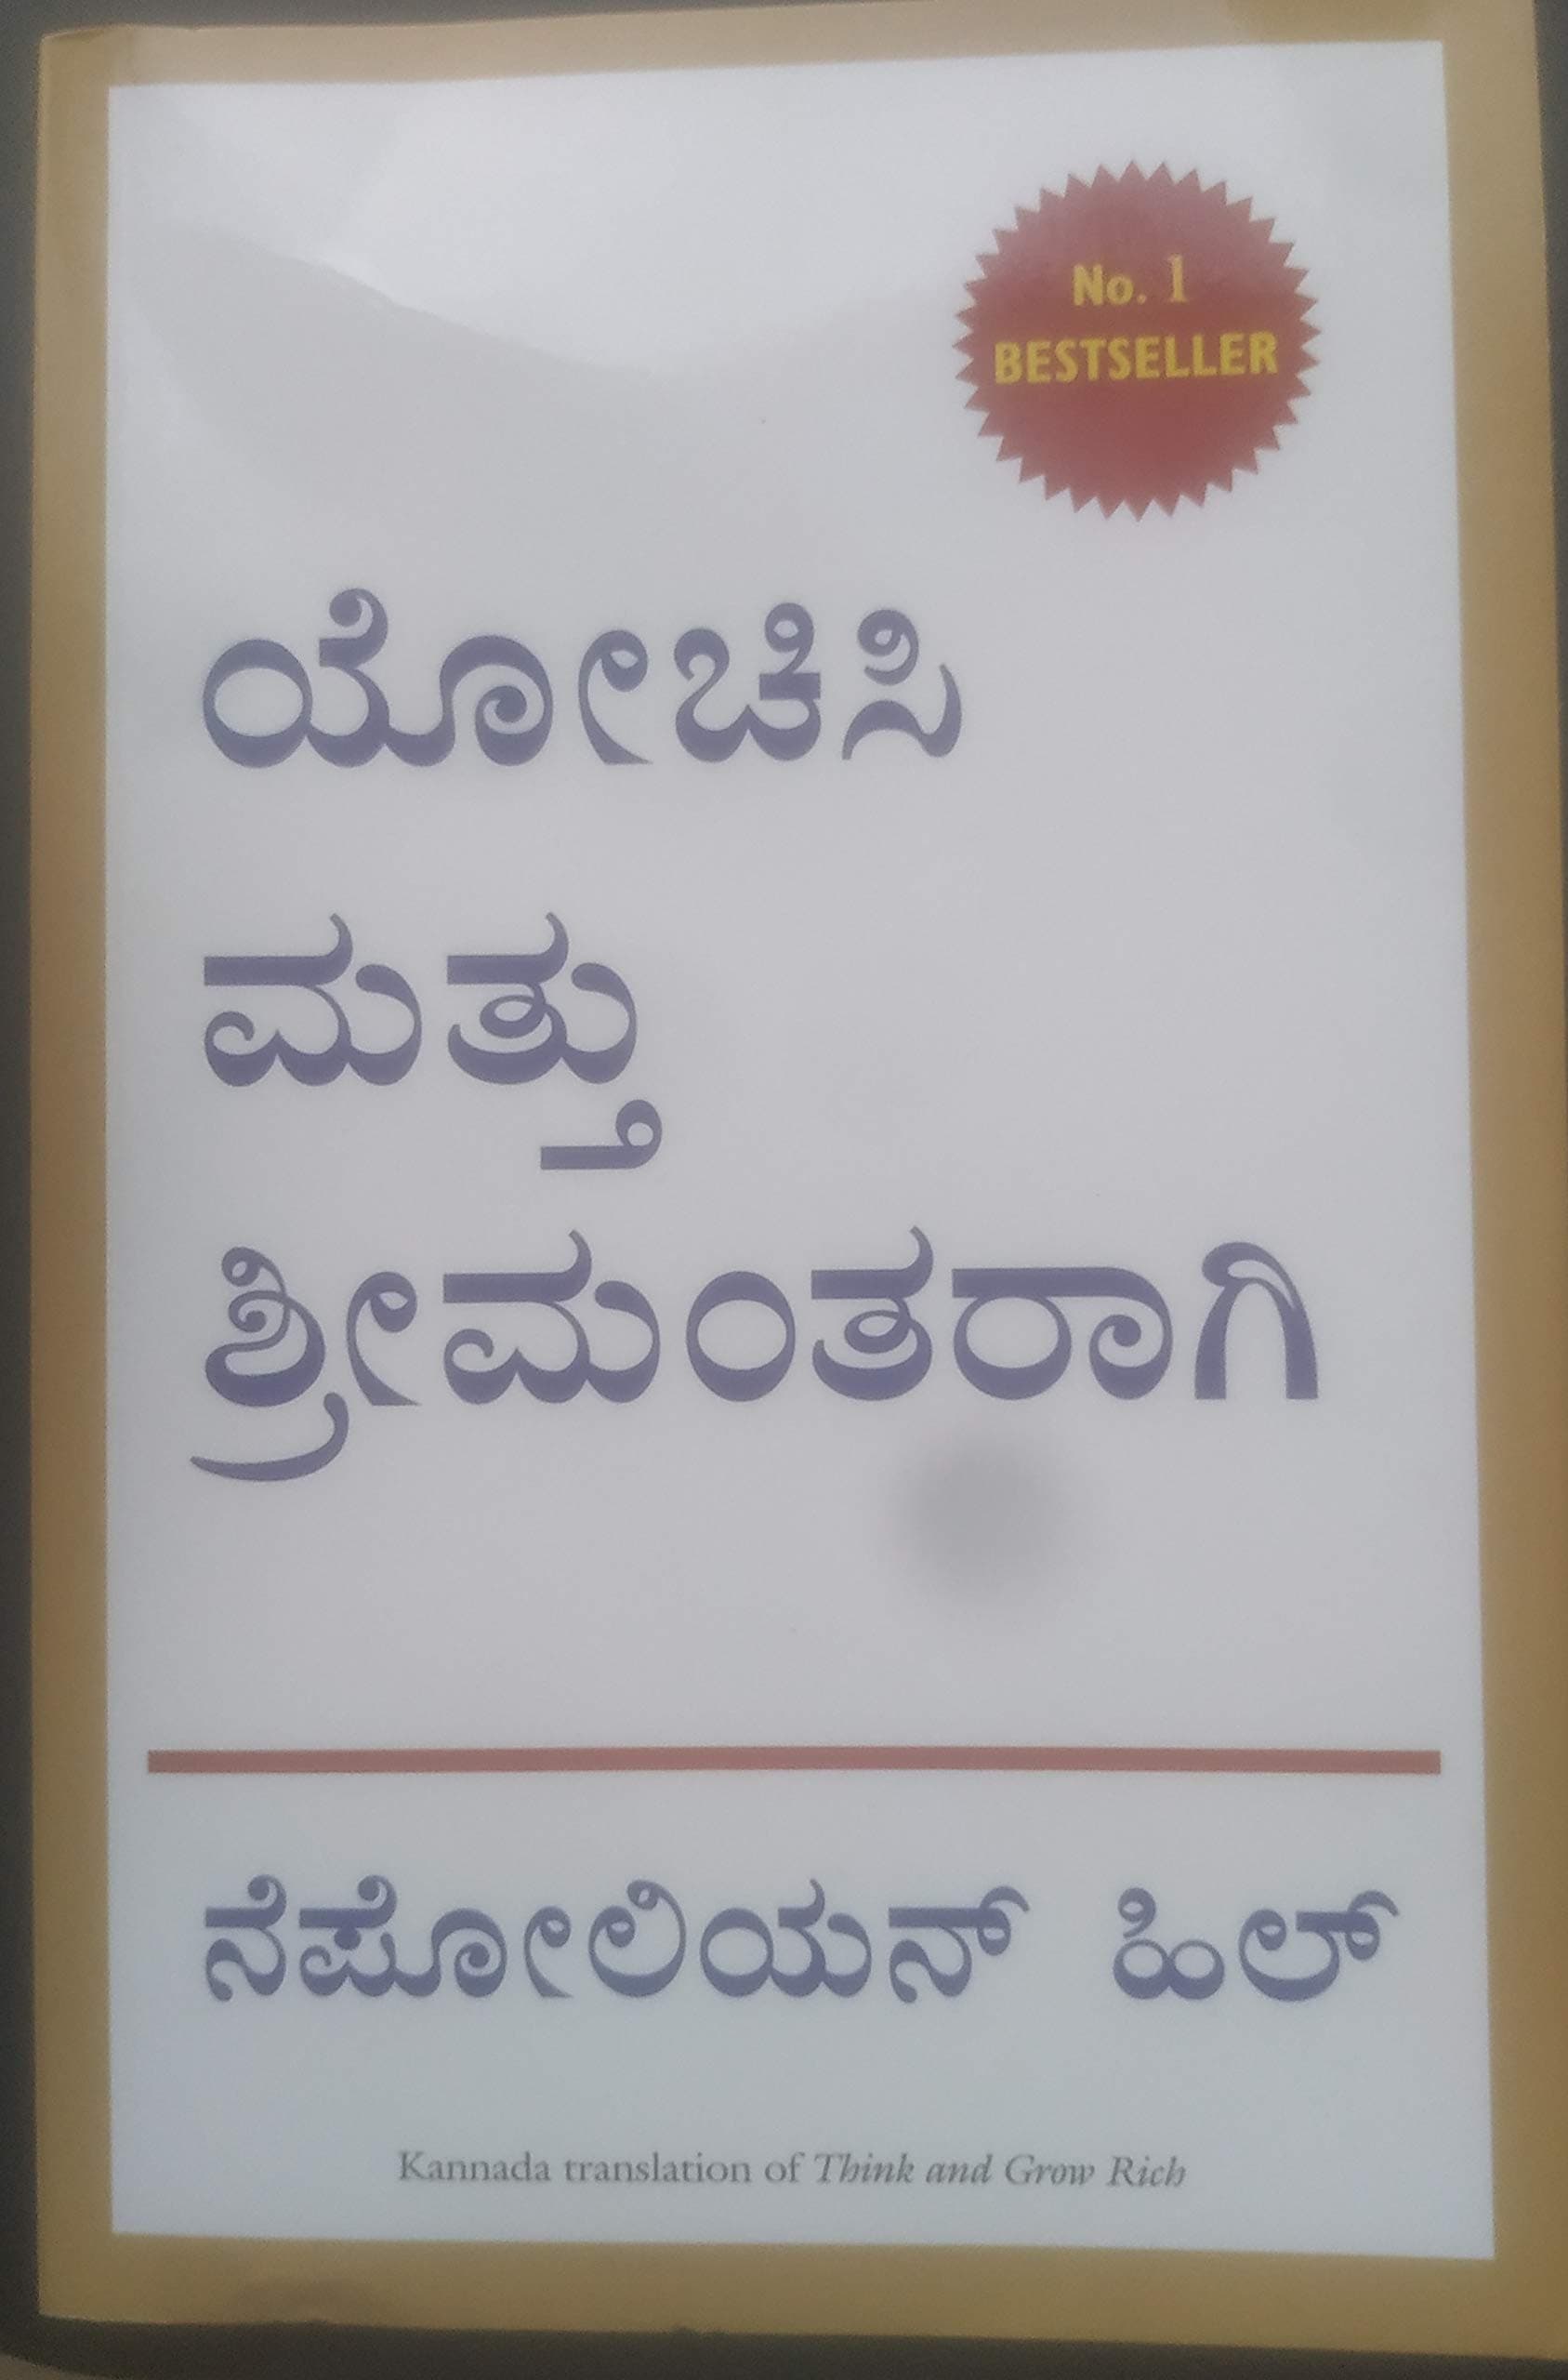 No. 1
BESTSELLER
ಯೋಚಿಸಿ
ಮತ್ತು
ಶ್ರೀಮಂತರಾಗಿ
ನೆಪೋಲಿಯನ್ ಹಿಲ್
Kannada translation of Think and Grow Rich